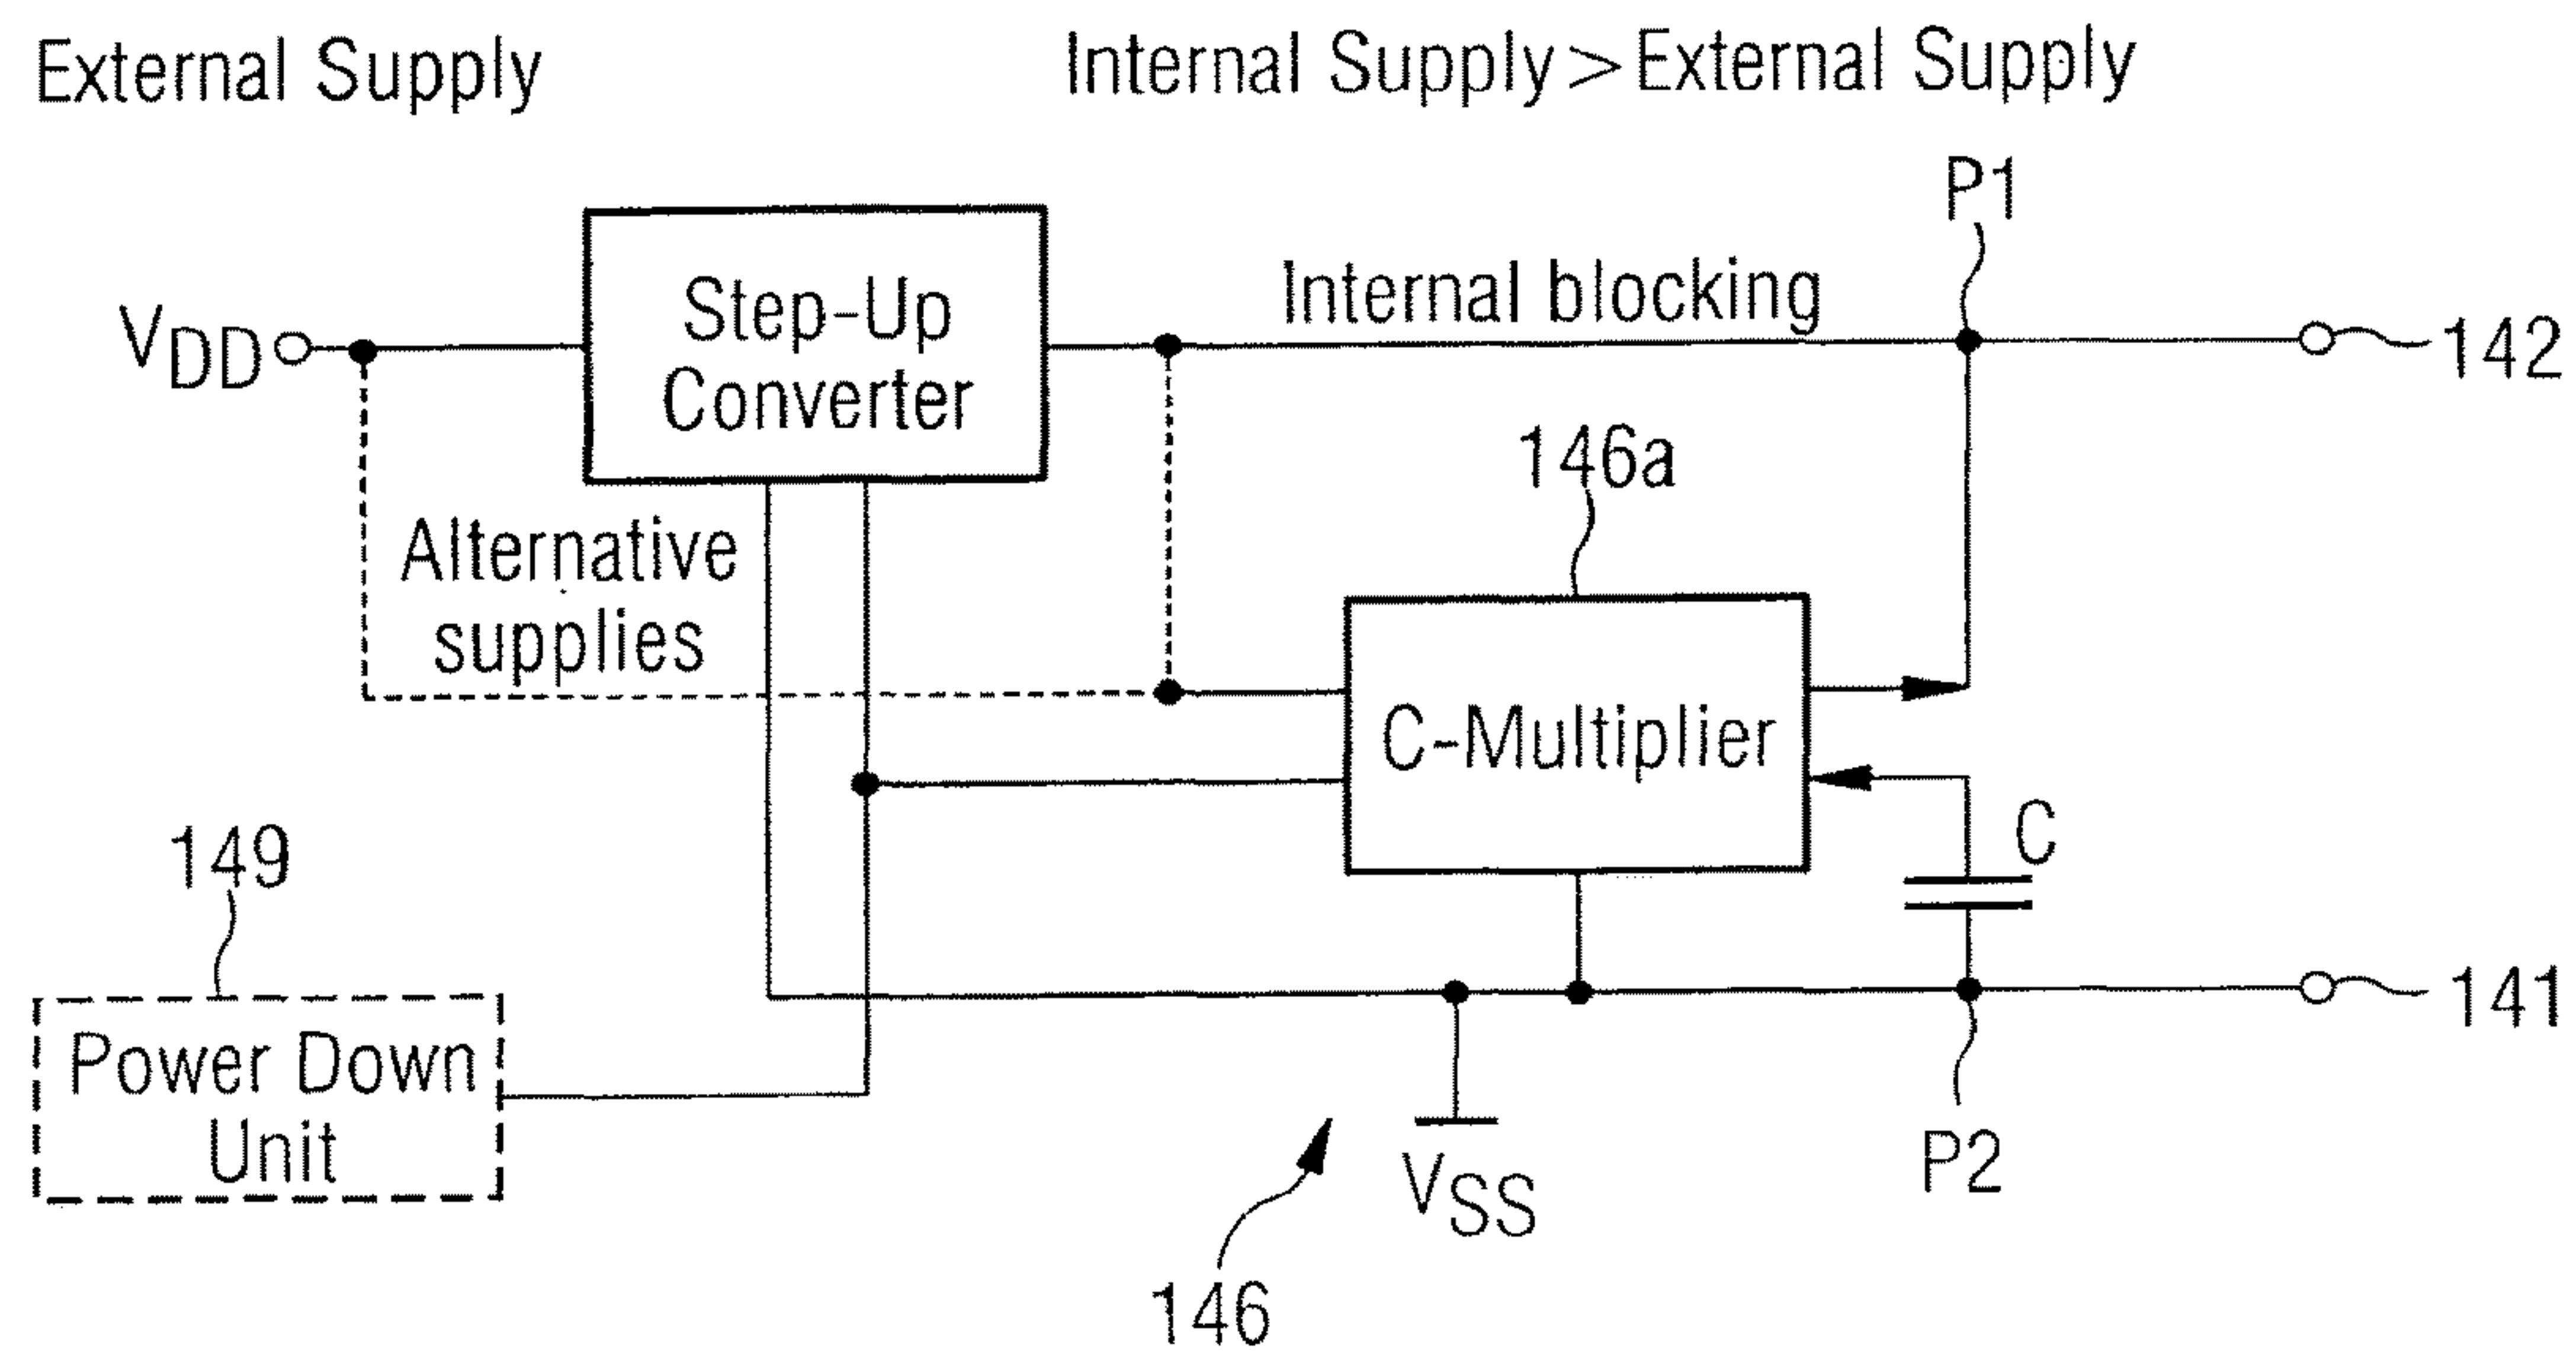 External Supply
Internal Supply>External Supply
P1
Internal blocking
VDD
Step-Up
Converter
142
146a
Alternative
supplies
C-Multiplier
C
149
141
Power Down
Unit
VSS
P2
146